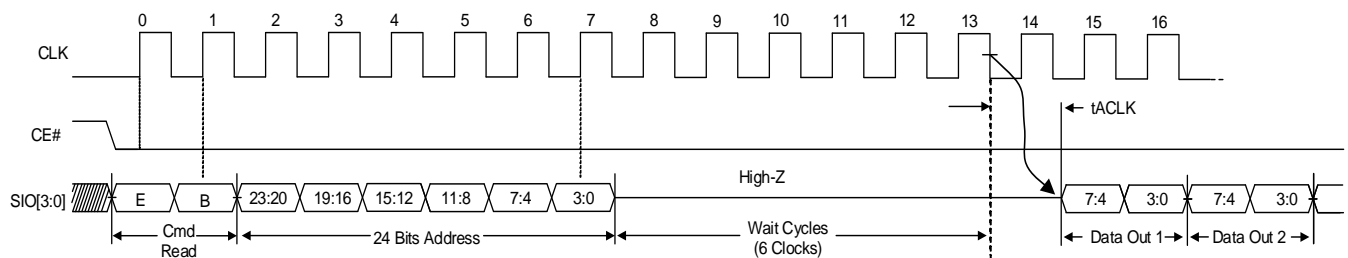 0 1 2 3 4 5 6 7 8 9 10 11 12 13 14 15 16
CLK
tACLK
CE#
High-Z
SIO[3:0] E B 23:20 19:16 15:12 11:8 7:4 3:0 7:4 3:0 7:4 3:0
Cmd
Read
24 Bits Address
Wait Cycles
(6 Clocks)
Data Out 1 Data Out 2